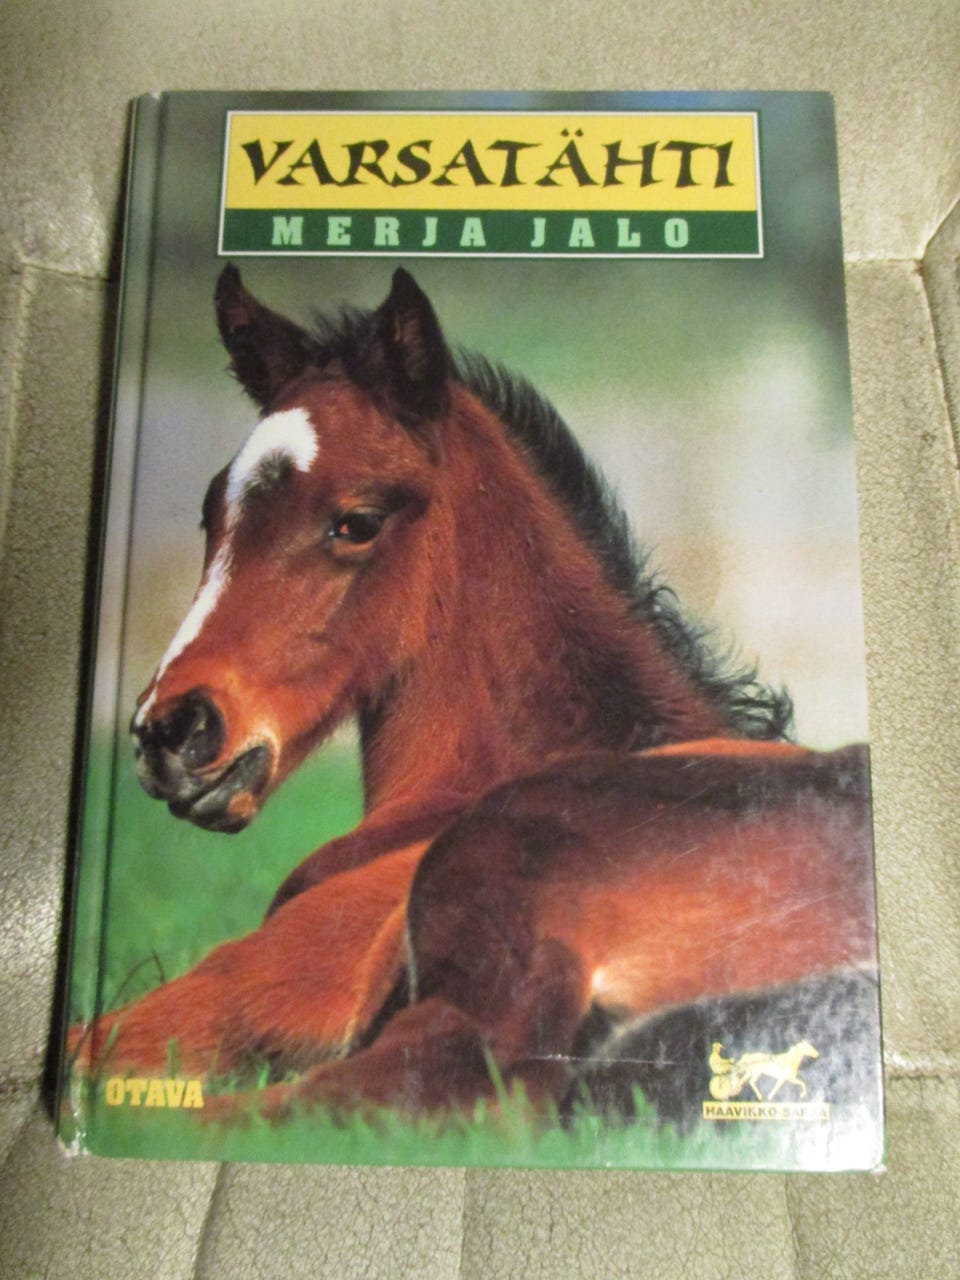 VARSATÄHTI
MERJA JALO
OTAVA
HAAVIKKO-SARJA